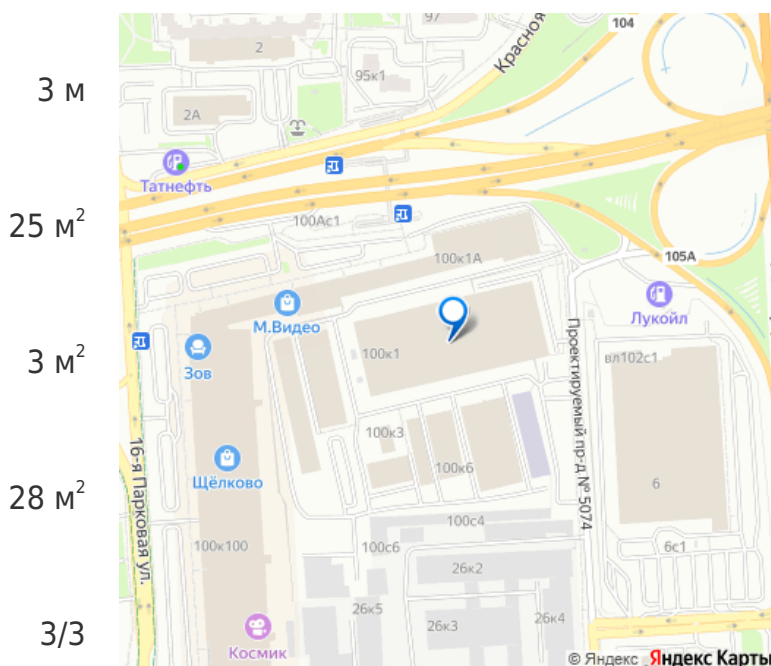 3 м
25 м²
3 м²
28 м²
3/3
97
104
Красноя
2
95к1
2А
Татнефть
100Ас1
105А
100к1А
М.Видео
Лукойл
Зов
100к1
вл102с1
Проектируемый пр-д № 5074
100к3
16-я Парковая ул.
Щёлково
100к6
6
100с4
100к100
100с6
6с1
26к2
26к5
26к3
26к4
Космик
© Яндекс Яндекс Карты